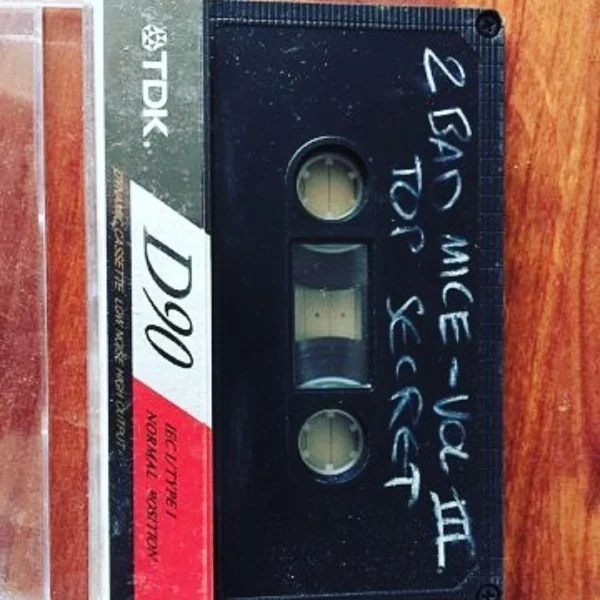 2 BAD MICE - VOL III
TOP SECRET
TDK.
D90
IEC I/TYPE I
NORMAL POSITION
DYNAMIC CASSETTE LOW NOISE HIGH OUTPUT